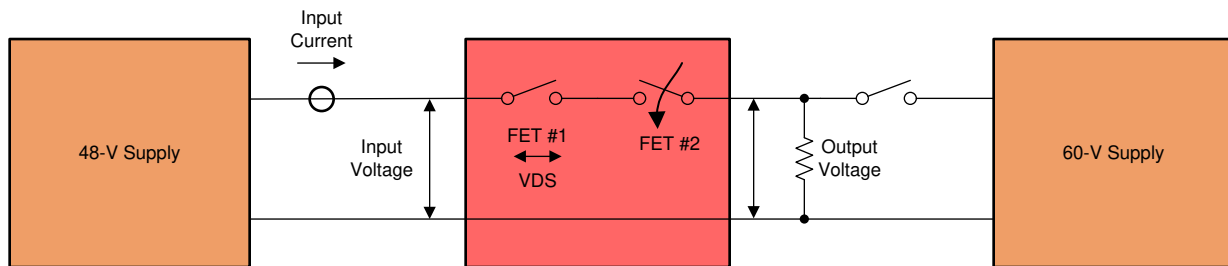 Input
Current
48-V Supply
Input
Voltage
FET #1
VDS
FET #2
Output
Voltage
60-V Supply